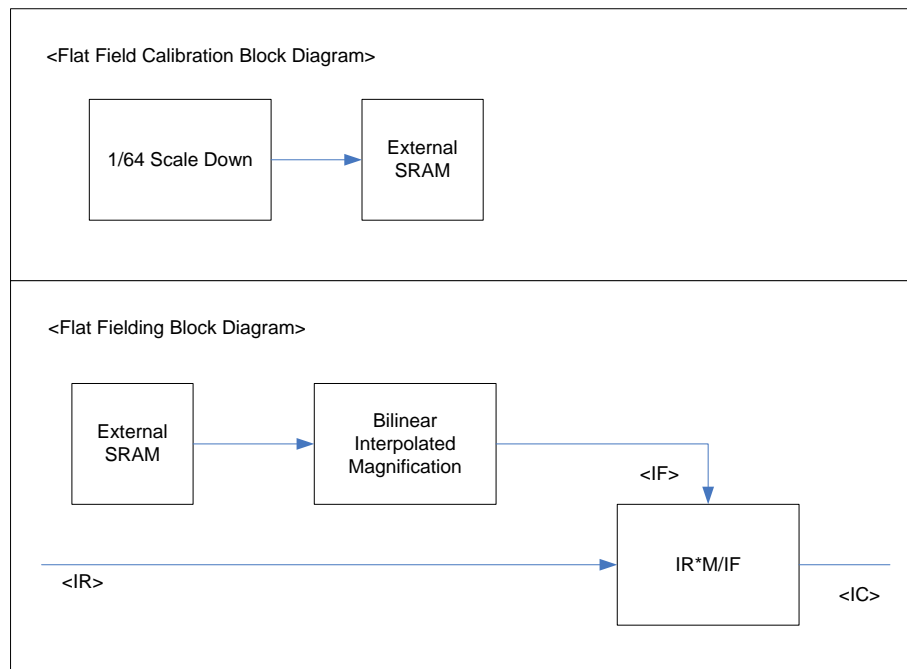 <Flat Field Calibration Block Diagram>
1/64 Scale Down
External
SRAM
<Flat Fielding Block Diagram>
External
SRAM
Bilinear
Interpolated
Magnification
<IF>
<IR>
IR*M/IF
<IC>